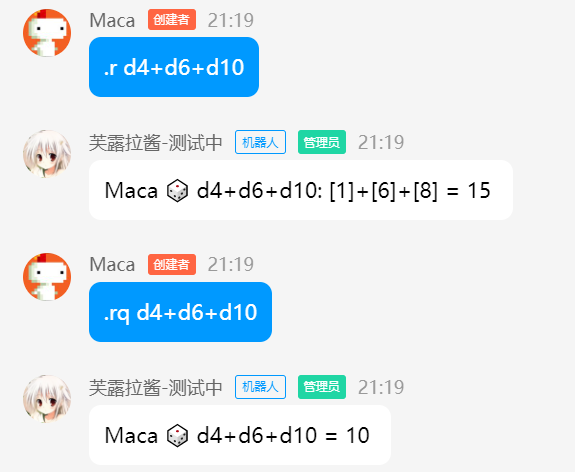 Maca 创建者 21:19
.r d4+d6+d10
芙露拉酱-测试中 机器人 管理员 21:19
Maca 🎲 d4+d6+d10: [1]+[6]+[8] = 15
Maca 创建者 21:19
.rq d4+d6+d10
芙露拉酱-测试中 机器人 管理员 21:19
Maca 🎲 d4+d6+d10 = 10